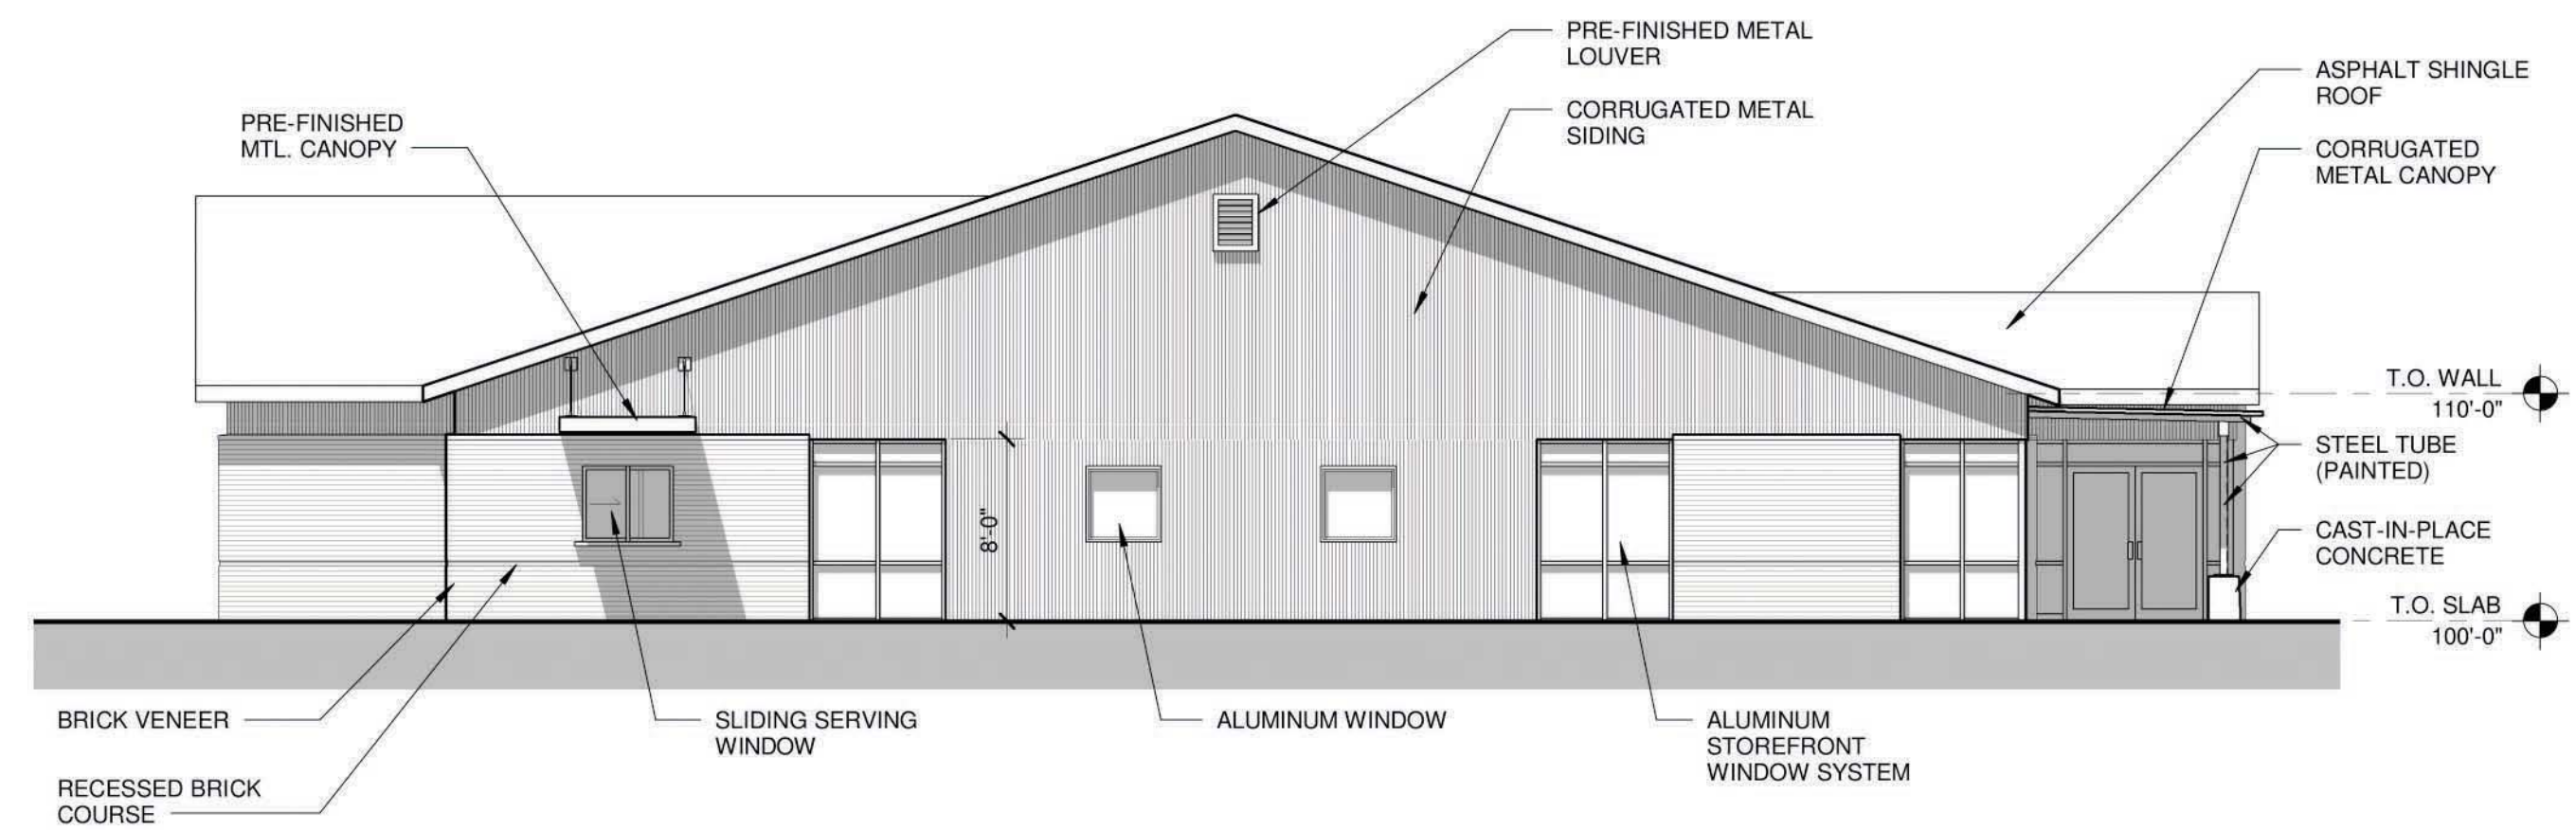 PRE-FINISHED METAL
LOUVER
ASPHALT SHINGLE
ROOF
PRE-FINISHED
MTL. CANOPY
CORRUGATED METAL
SIDING
CORRUGATED
METAL CANOPY
T.O. WALL
110'-0"
STEEL TUBE
(PAINTED)
8'-0"
CAST-IN-PLACE
CONCRETE
T.O. SLAB
100'-0"
BRICK VENEER
SLIDING SERVING
WINDOW
ALUMINUM WINDOW
ALUMINUM
STOREFRONT
WINDOW SYSTEM
RECESSED BRICK
COURSE